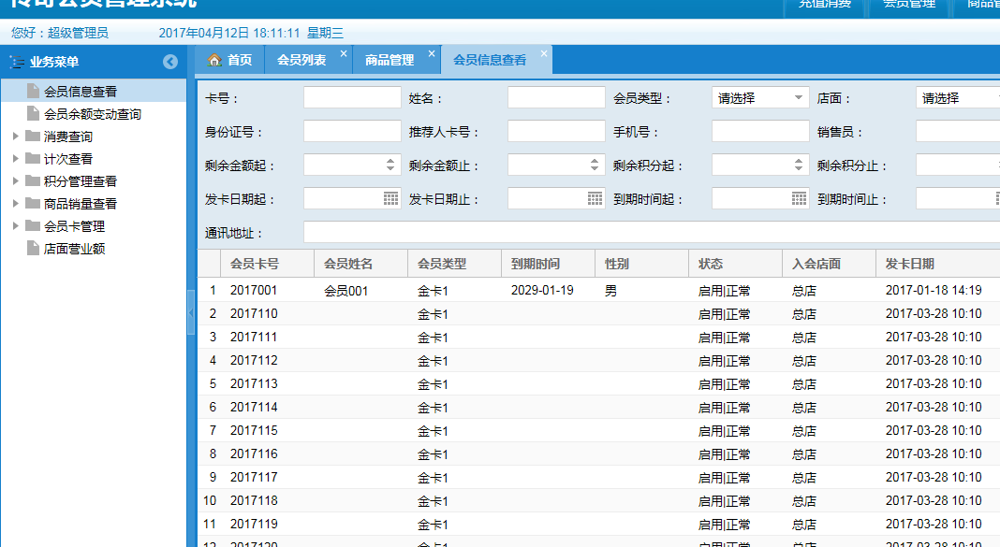 传奇会员管理系统
充值消费 会员管理 商品管
您好：超级管理员 2017年04月12日 18:11:11 星期三
业务菜单
首页 会员列表 商品管理 会员信息查看
会员信息查看
会员余额变动查询
消费查询
计次查看
积分管理查看
商品销量查看
会员卡管理
店面营业额
卡号： 姓名： 会员类型： 请选择 店面： 请选择
身份证号： 推荐人卡号： 手机号： 销售员：
剩余金额起： 剩余金额止： 剩余积分起： 剩余积分止：
发卡日期起： 发卡日期止： 到期时间起： 到期时间止：
通讯地址：
会员卡号 会员姓名 会员类型 到期时间 性别 状态 入会店面 发卡日期
1 2017001 会员001 金卡1 2029-01-19 男 启用|正常 总店 2017-01-18 14:19
2 2017110 金卡1 启用|正常 总店 2017-03-28 10:10
3 2017111 金卡1 启用|正常 总店 2017-03-28 10:10
4 2017112 金卡1 启用|正常 总店 2017-03-28 10:10
5 2017113 金卡1 启用|正常 总店 2017-03-28 10:10
6 2017114 金卡1 启用|正常 总店 2017-03-28 10:10
7 2017115 金卡1 启用|正常 总店 2017-03-28 10:10
8 2017116 金卡1 启用|正常 总店 2017-03-28 10:10
9 2017117 金卡1 启用|正常 总店 2017-03-28 10:10
10 2017118 金卡1 启用|正常 总店 2017-03-28 10:10
11 2017119 金卡1 启用|正常 总店 2017-03-28 10:10
12 2017120 金卡1 启用|正常 总店 2017-03-28 10:10